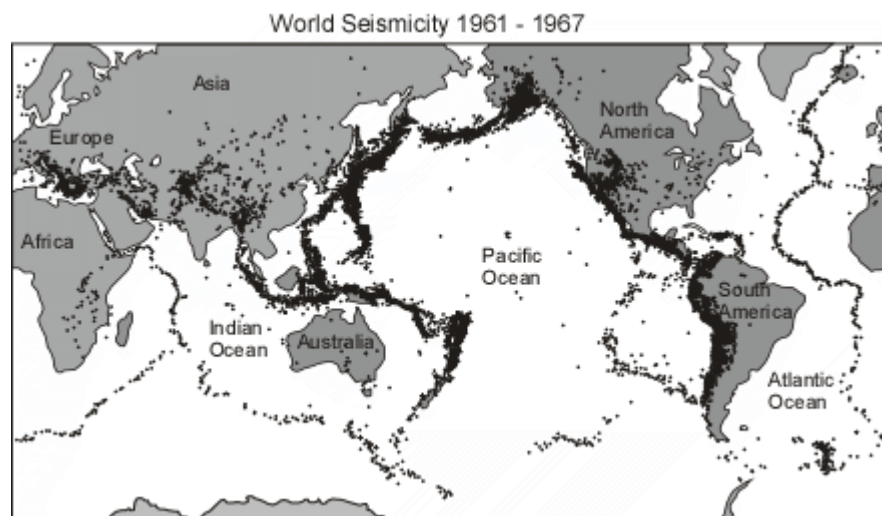 World Seismicity 1961 - 1967
Asia
North
America
Europe
Africa
Pacific
Ocean
South
America
Indian
Ocean
Australia
Atlantic
Ocean